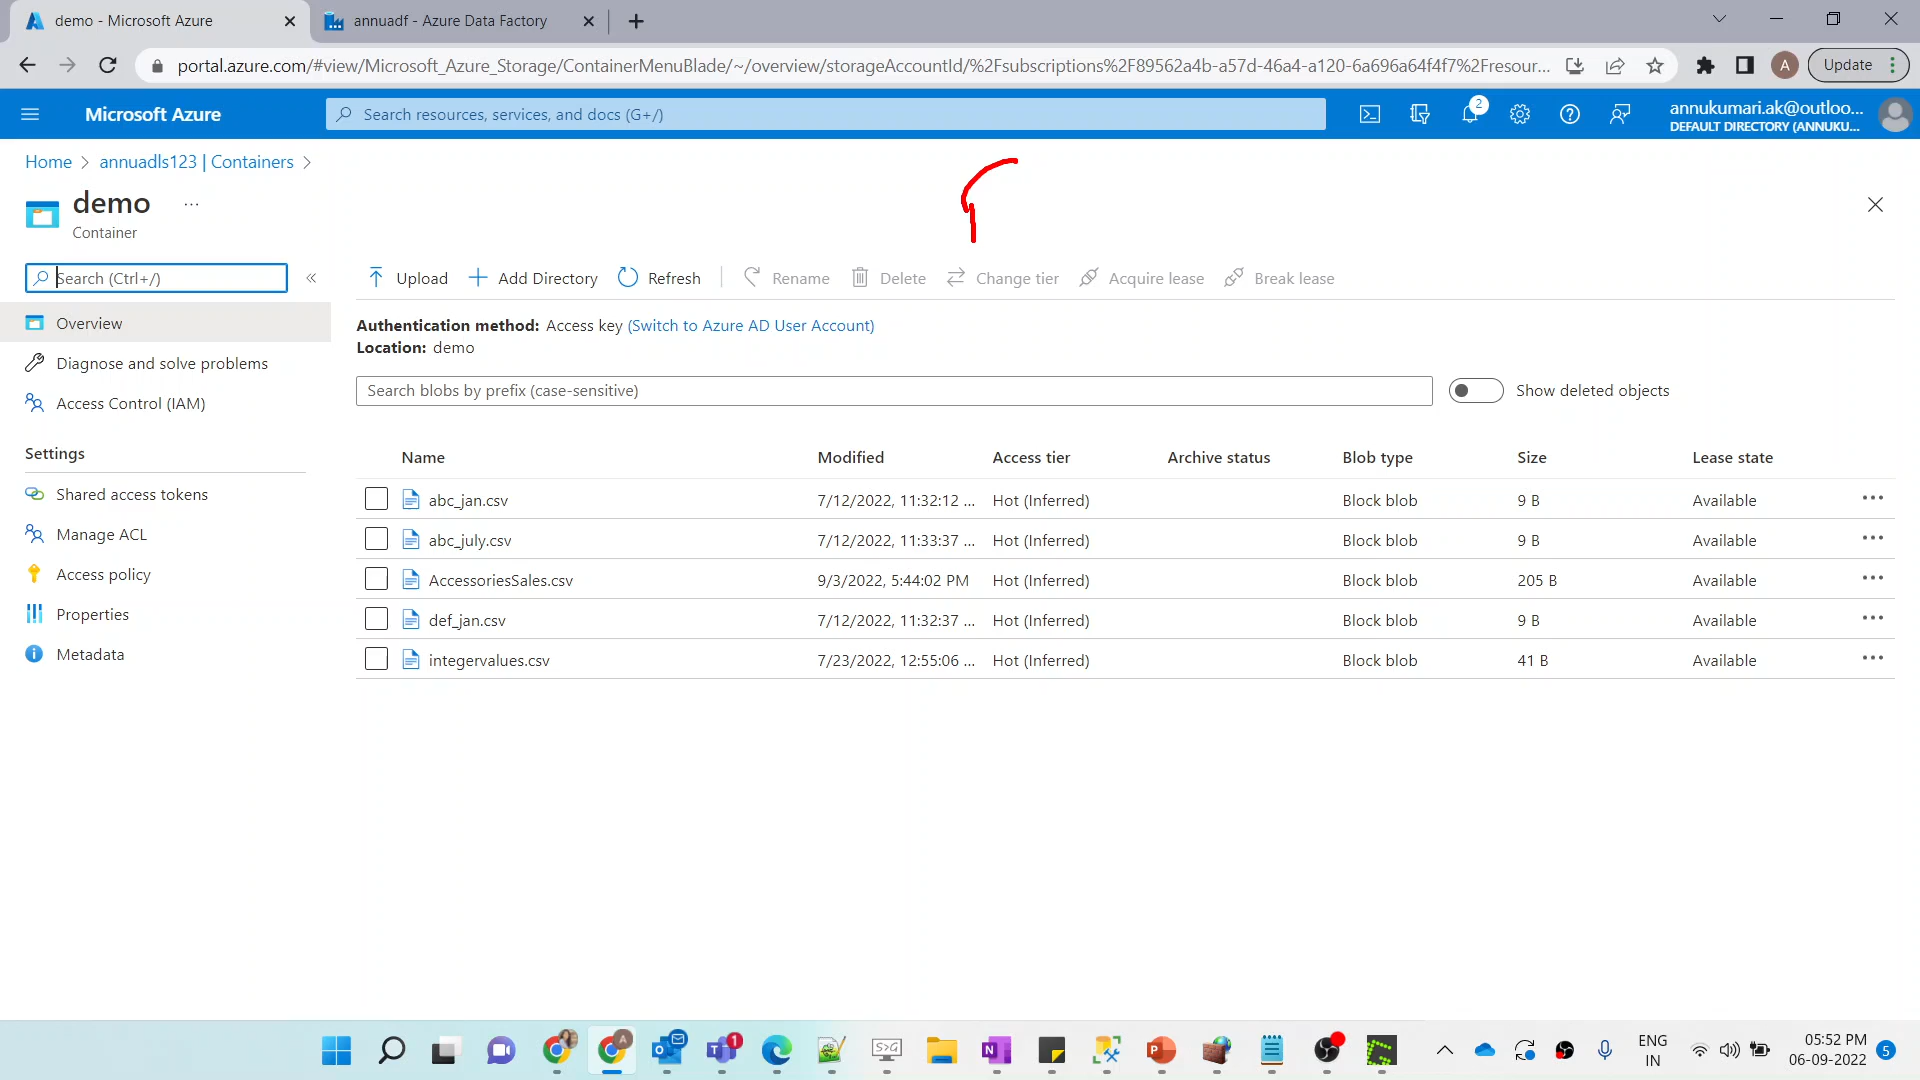 demo - Microsoft Azure
annuadf - Azure Data Factory
portal.azure.com/#view/Microsoft_Azure_Storage/ContainerMenuBlade/~/overview/storageAccountId/%2Fsubscriptions%2F89562a4b-a57d-46a4-a120-6a696a64f4f7%2Fresour...
A
Update
Microsoft Azure
Search resources, services, and docs (G+/)
2
annukumari.ak@outloo...
DEFAULT DIRECTORY (ANNUKU...
Home > annuadls123 | Containers >
demo ...
Container
Search (Ctrl+/) «
Upload Add Directory Refresh Rename Delete Change tier Acquire lease Break lease
Overview
Diagnose and solve problems
Access Control (IAM)
Settings
Shared access tokens
Manage ACL
Access policy
Properties
Metadata
Authentication method: Access key (Switch to Azure AD User Account)
Location: demo
Search blobs by prefix (case-sensitive)
Show deleted objects
Name Modified Access tier Archive status Blob type Size Lease state
abc_jan.csv 7/12/2022, 11:32:12 ... Hot (Inferred) Block blob 9 B Available
abc_july.csv 7/12/2022, 11:33:37 ... Hot (Inferred) Block blob 9 B Available
AccessoriesSales.csv 9/3/2022, 5:44:02 PM Hot (Inferred) Block blob 205 B Available
def_jan.csv 7/12/2022, 11:32:37 ... Hot (Inferred) Block blob 9 B Available
integervalues.csv 7/23/2022, 12:55:06 ... Hot (Inferred) Block blob 41 B Available
A
1
ENG
IN
05:52 PM
06-09-2022
5